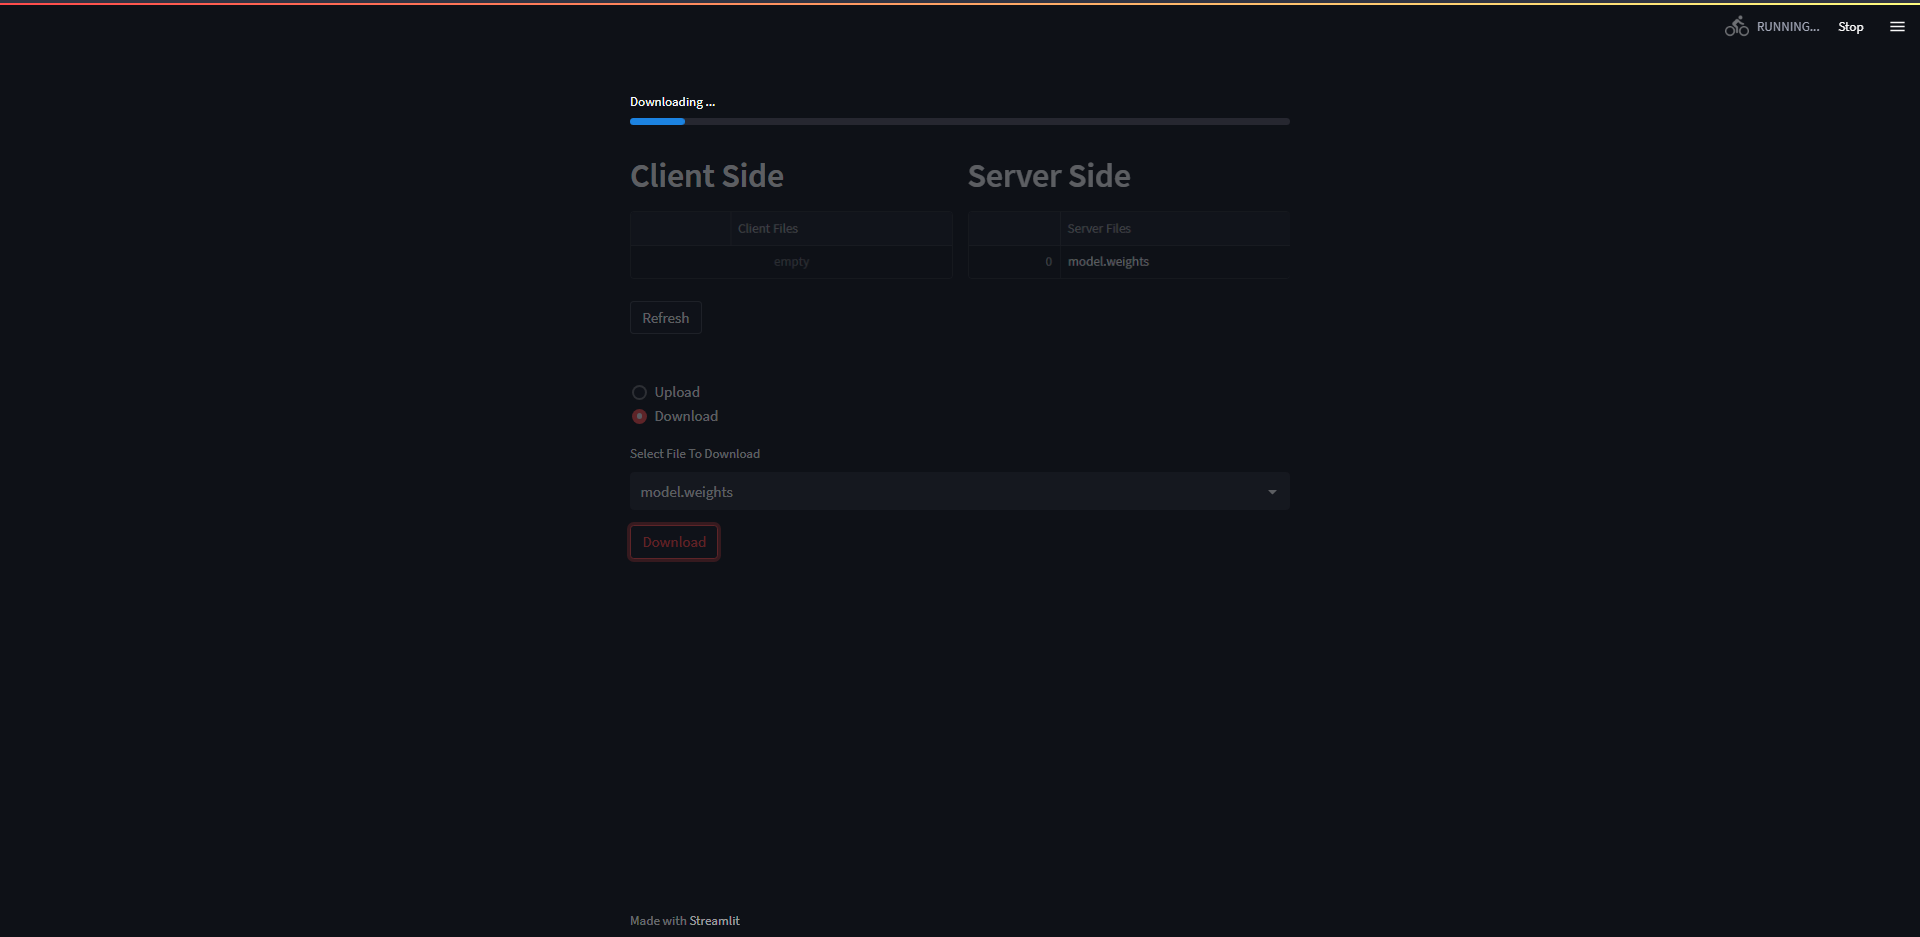 RUNNING...
Stop
Downloading ...
Client Side
Server Side
Client Files
empty
Server Files
0
model.weights
Refresh
Upload
Download
Select File To Download
model.weights
Download
Made with Streamlit